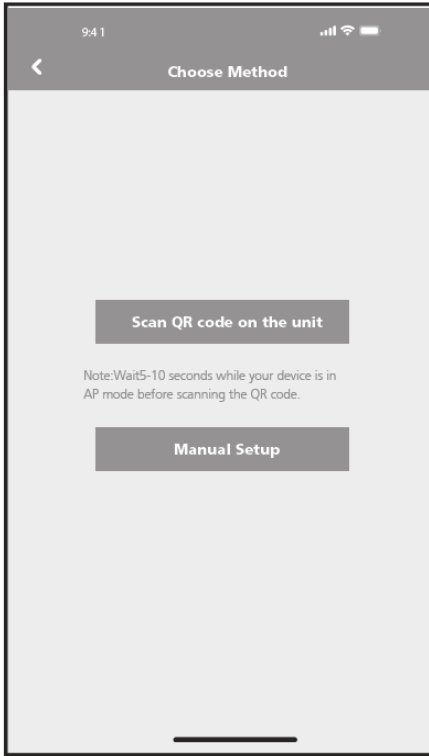 9:41
Choose Method
Scan QR code on the unit
Note:Wait5-10 seconds while your device is in
AP mode before scanning the QR code.
Manual Setup